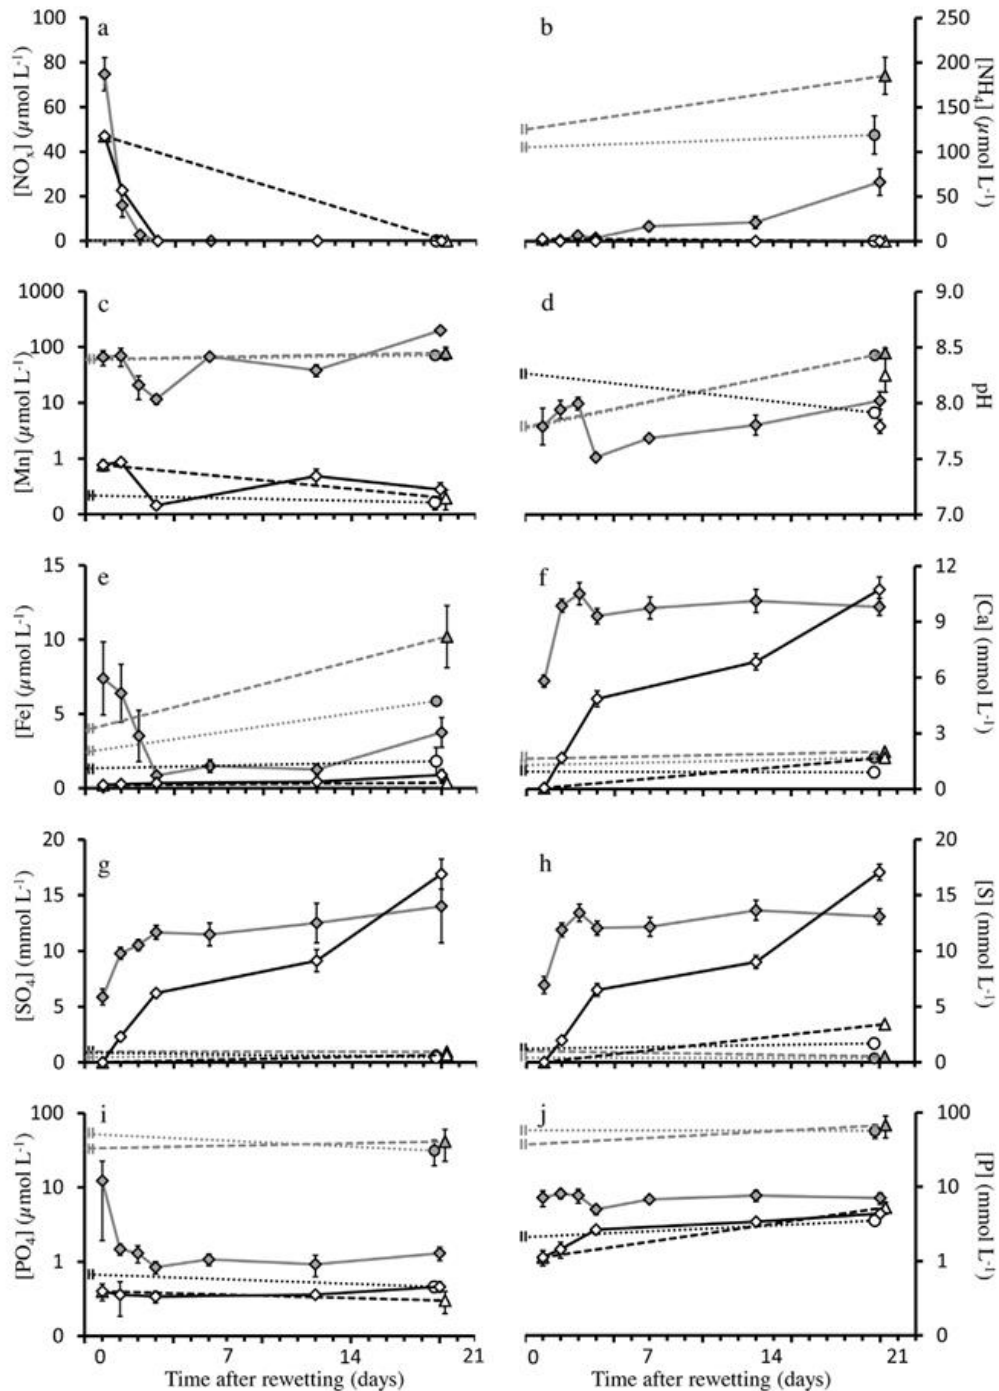 a
100
80
60
40
20
0
[NOx] (µmol L-1)
b
250
200
150
100
50
0
[NH4] (µmol L-1)
c
1000
100
10
1
0
[Mn] (µmol L-1)
d
9.0
8.5
8.0
7.5
7.0
pH
e
15
10
5
0
[Fe] (µmol L-1)
f
12
9
6
3
0
[Ca] (mmol L-1)
g
20
15
10
5
0
[SO4] (mmol L-1)
h
20
15
10
5
0
[S] (mmol L-1)
i
100
10
1
0
[PO4] (µmol L-1)
0 7 14 21
Time after rewetting (days)
j
100
10
1
0
[P] (mmol L-1)
0 7 14 21
Time after rewetting (days)